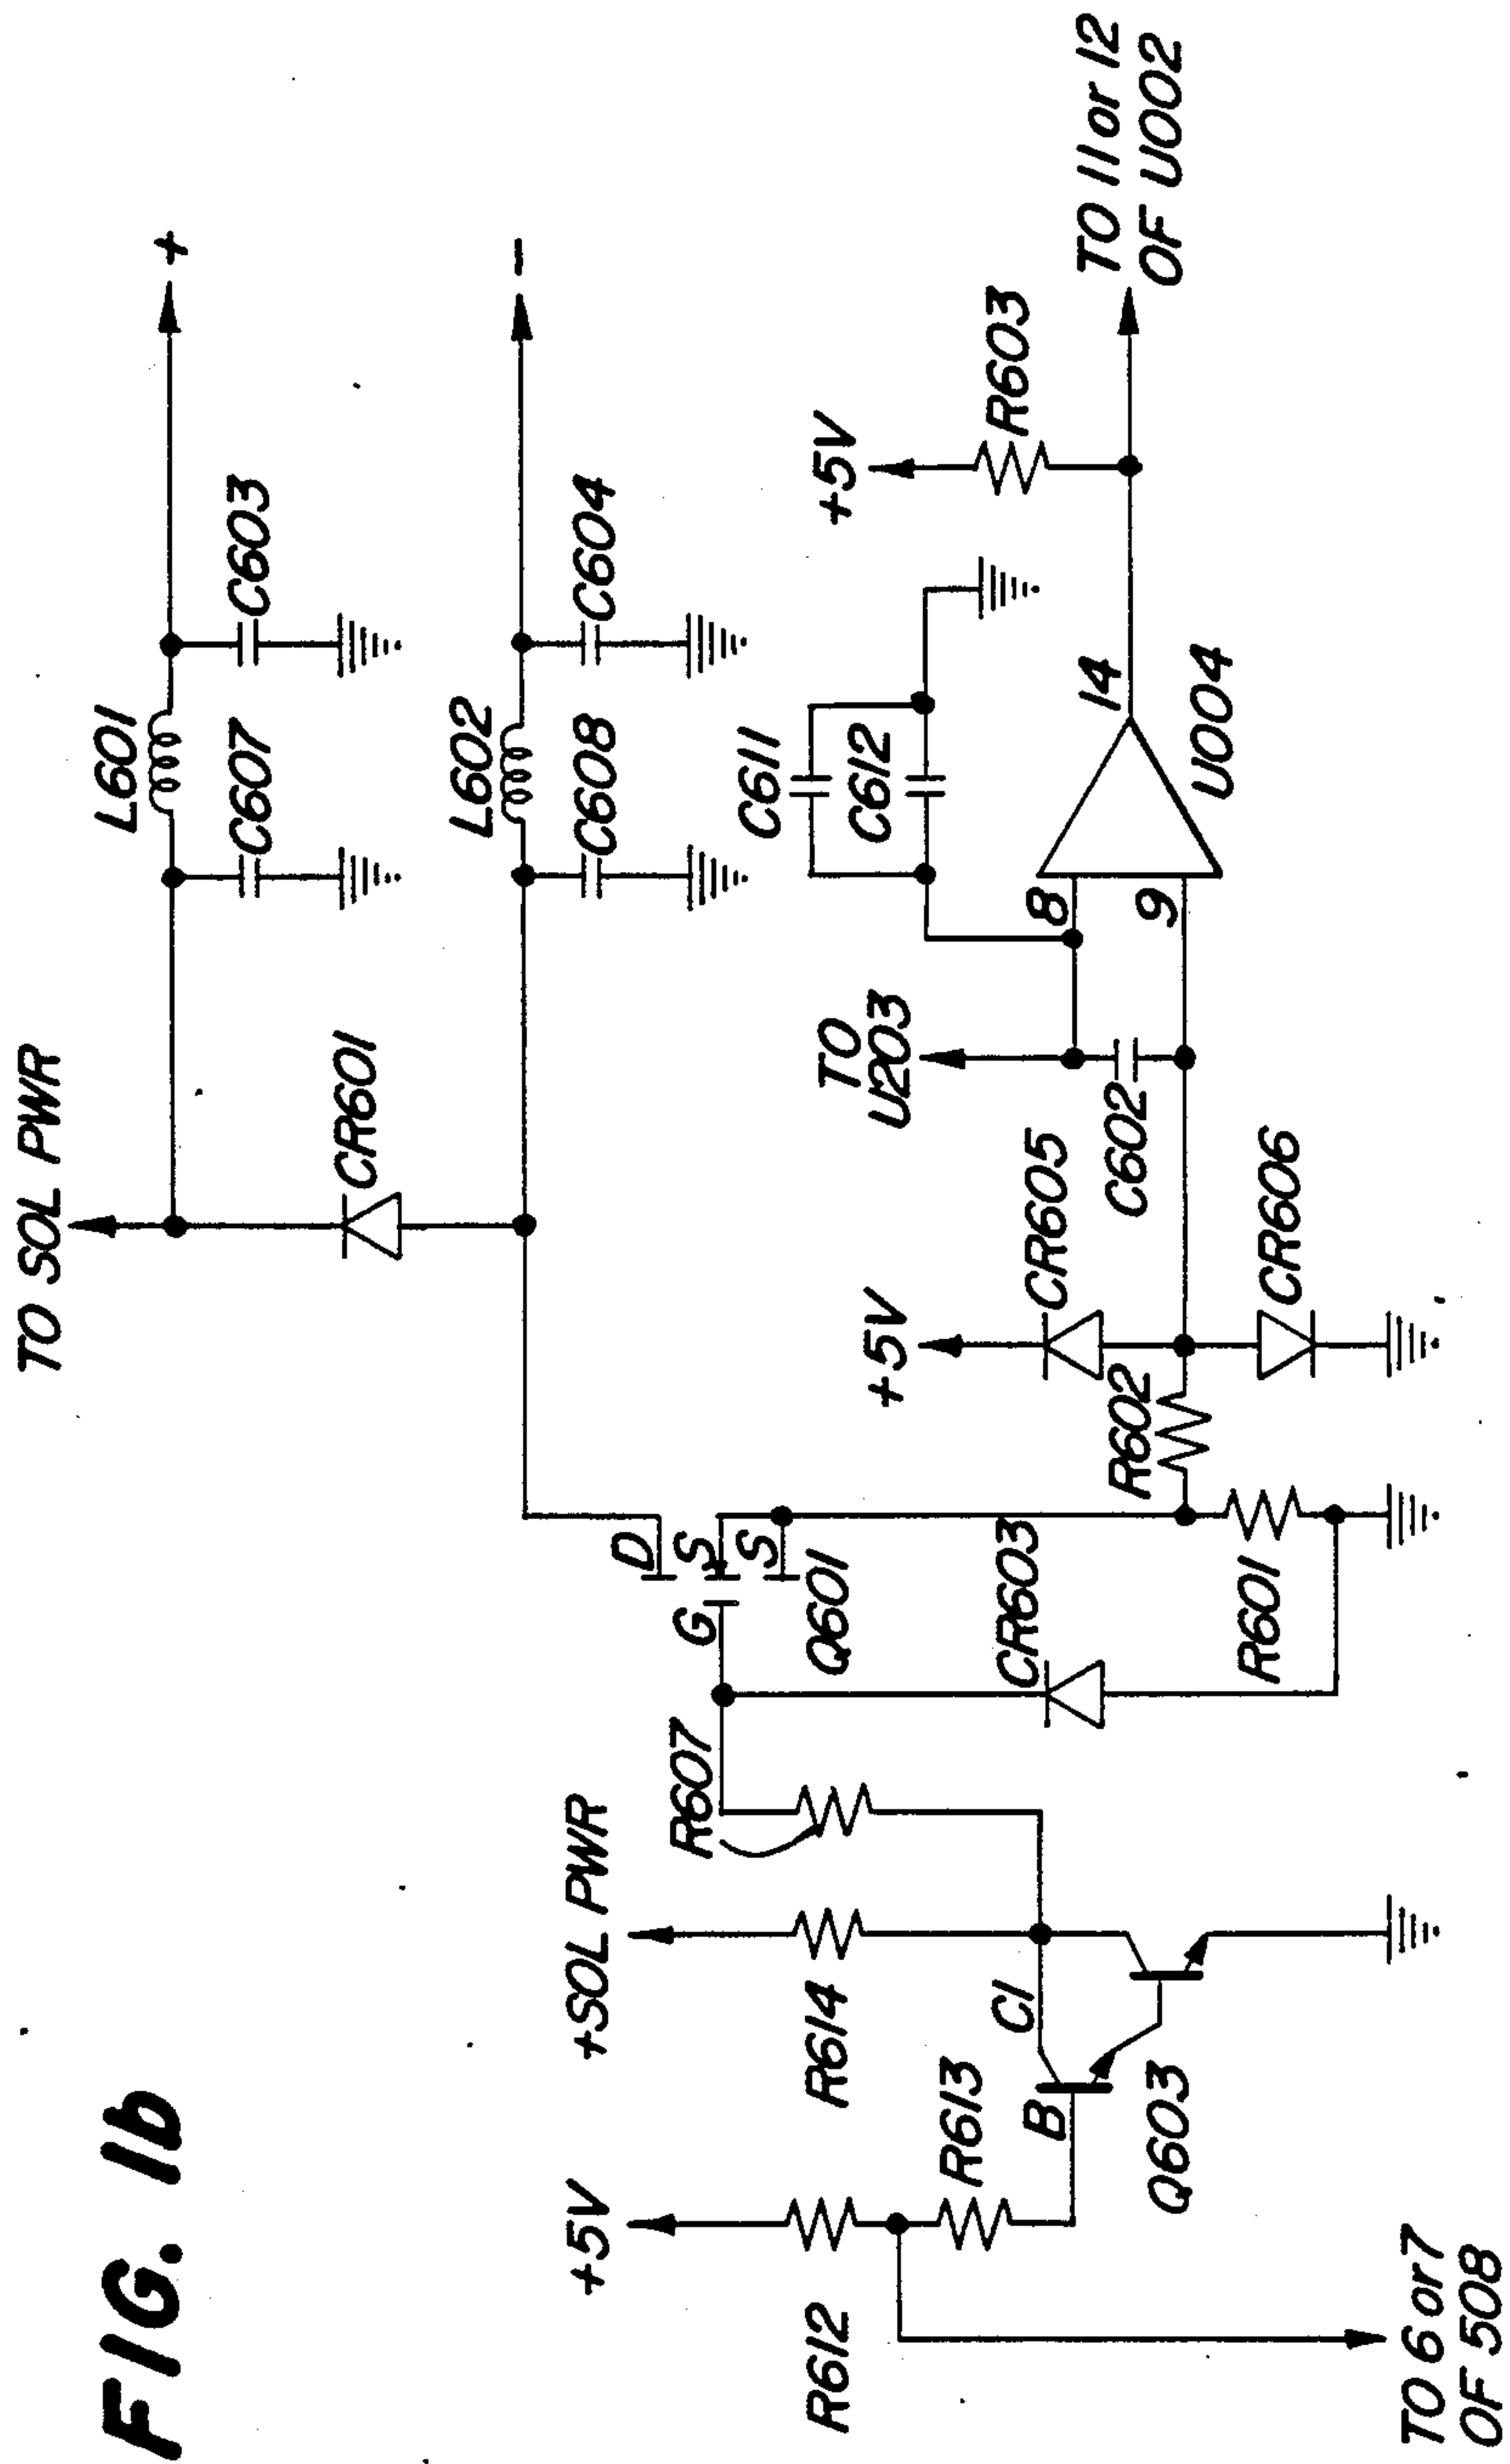 FIG. 1b
TO SOL PWR
L601
+
C607
C603
CR601
L602
-
C608
C604
+5V
R612
R613
TO 6 or 7
OF 508
+SOL PWR
R614
R607
B
C1
Q603
G
D
S
S
Q601
CR603
R601
R602
+5V
CR605
CR606
TO
U203
C602
C611
C612
8
9
14
U004
+5V
R603
TO 11 or 12
OF U002